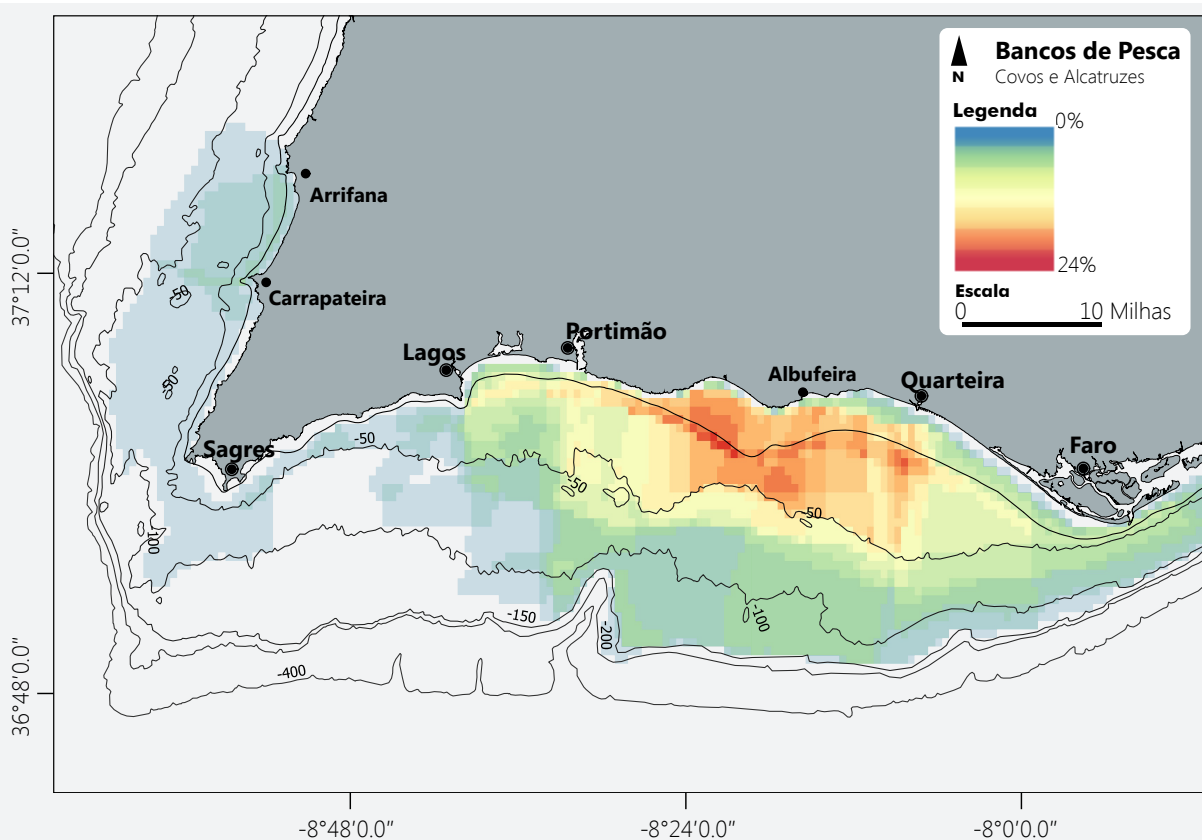 Bancos de Pesca
N
Covos e Alcatruzes
Legenda
0%
24%
Escala
0
10 Milhas
Arrifana
37°12'0.0"
Carrapateira
-50
Portimão
Lagos
Albufeira
Quarteira
-50
Sagres
-50
Faro
-50
-50
100
-150
-100
-200
-400
36°48'0.0"
-8°48'0.0"
-8°24'0.0"
-8°0'0.0"